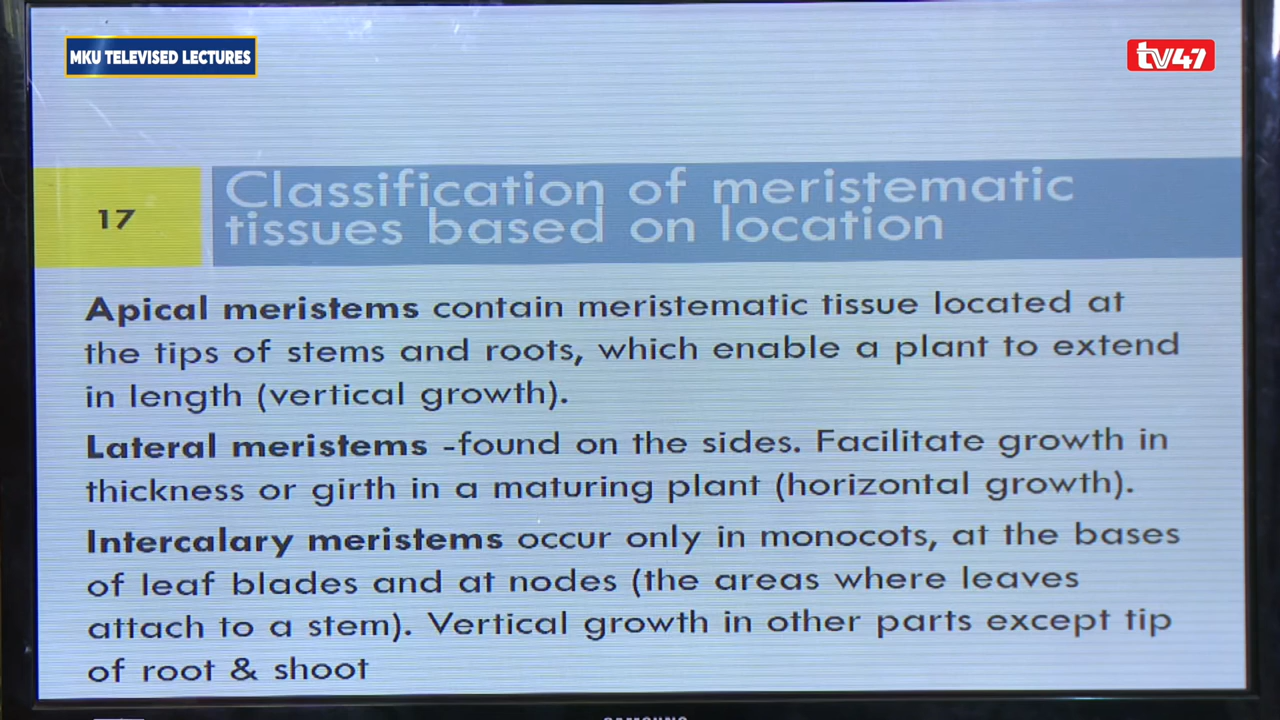 MKU TELEVISED LECTURES
tv47
17
Classification of meristematic
tissues based on location
Apical meristems contain meristematic tissue located at
the tips of stems and roots, which enable a plant to extend
in length (vertical growth).
Lateral meristems -found on the sides. Facilitate growth in
thickness or girth in a maturing plant (horizontal growth).
Intercalary meristems occur only in monocots, at the bases
of leaf blades and at nodes (the areas where leaves
attach to a stem). Vertical growth in other parts except tip
of root & shoot
SAMSUNG